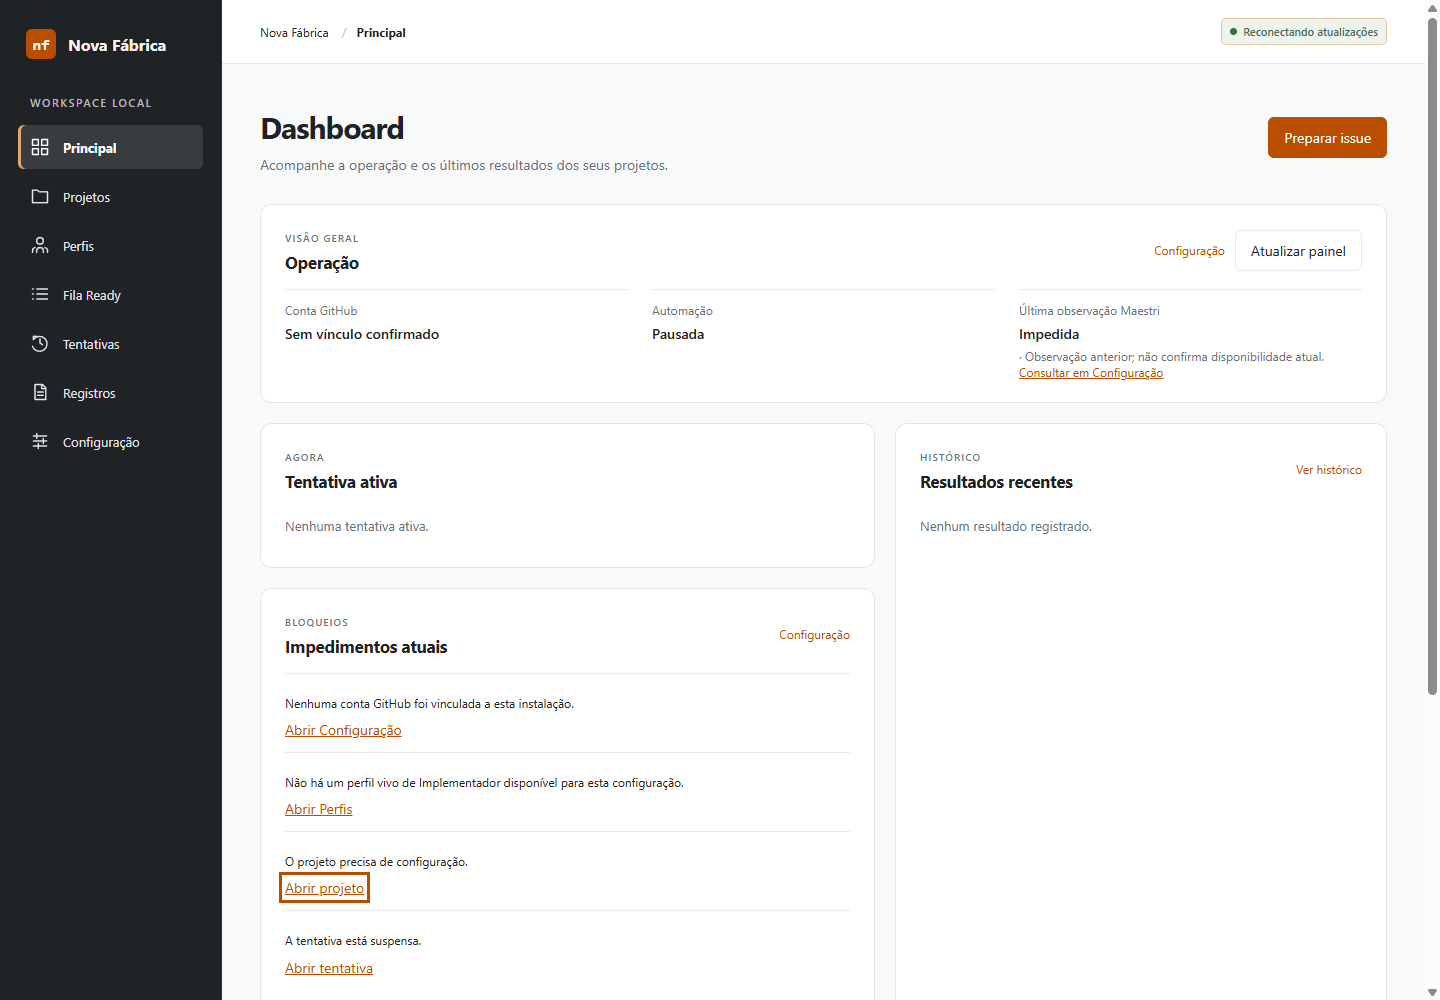 nf Nova Fábrica
WORKSPACE LOCAL
Principal
Projetos
Perfis
Fila Ready
Tentativas
Registros
Configuração
Nova Fábrica / Principal
Reconectando atualizações
Dashboard
Acompanhe a operação e os últimos resultados dos seus projetos.
Preparar issue
VISÃO GERAL
Operação
Configuração
Atualizar painel
Conta GitHub
Sem vínculo confirmado
Automação
Pausada
Última observação Maestri
Impedida
· Observação anterior; não confirma disponibilidade atual.
Consultar em Configuração
AGORA
Tentativa ativa
Nenhuma tentativa ativa.
HISTÓRICO
Resultados recentes
Ver histórico
Nenhum resultado registrado.
BLOQUEIOS
Impedimentos atuais
Configuração
Nenhuma conta GitHub foi vinculada a esta instalação.
Abrir Configuração
Não há um perfil vivo de Implementador disponível para esta configuração.
Abrir Perfis
O projeto precisa de configuração.
Abrir projeto
A tentativa está suspensa.
Abrir tentativa